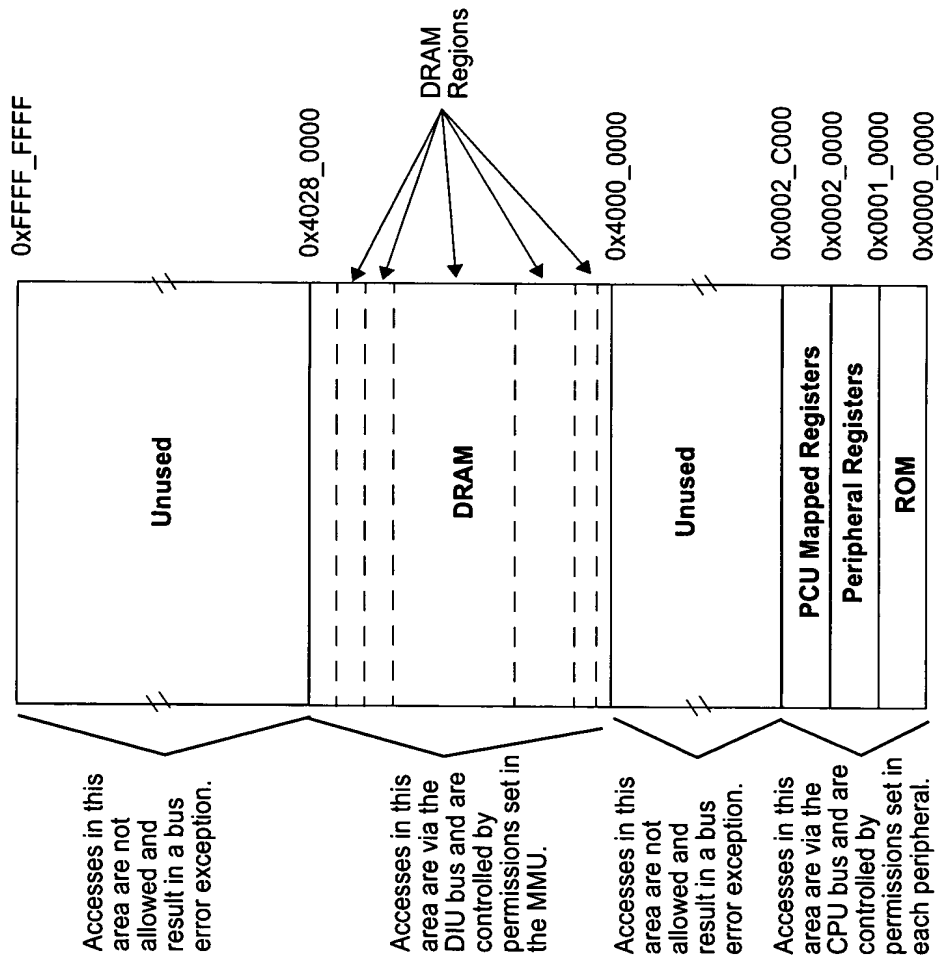 0xFFFF_FFFF
Unused
Accesses in this
area are not
allowed and
result in a bus
error exception.
0x4028_0000
DRAM
Regions
DRAM
Accesses in this
area are via the
DIU bus and are
controlled by
permissions set in
the MMU.
0x4000_0000
Unused
Accesses in this
area are not
allowed and
result in a bus
error exception.
0x0002_C000
PCU Mapped Registers
0x0002_0000
Peripheral Registers
0x0001_0000
ROM
0x0000_0000
Accesses in this
area are via the
CPU bus and are
controlled by
permissions set in
each peripheral.